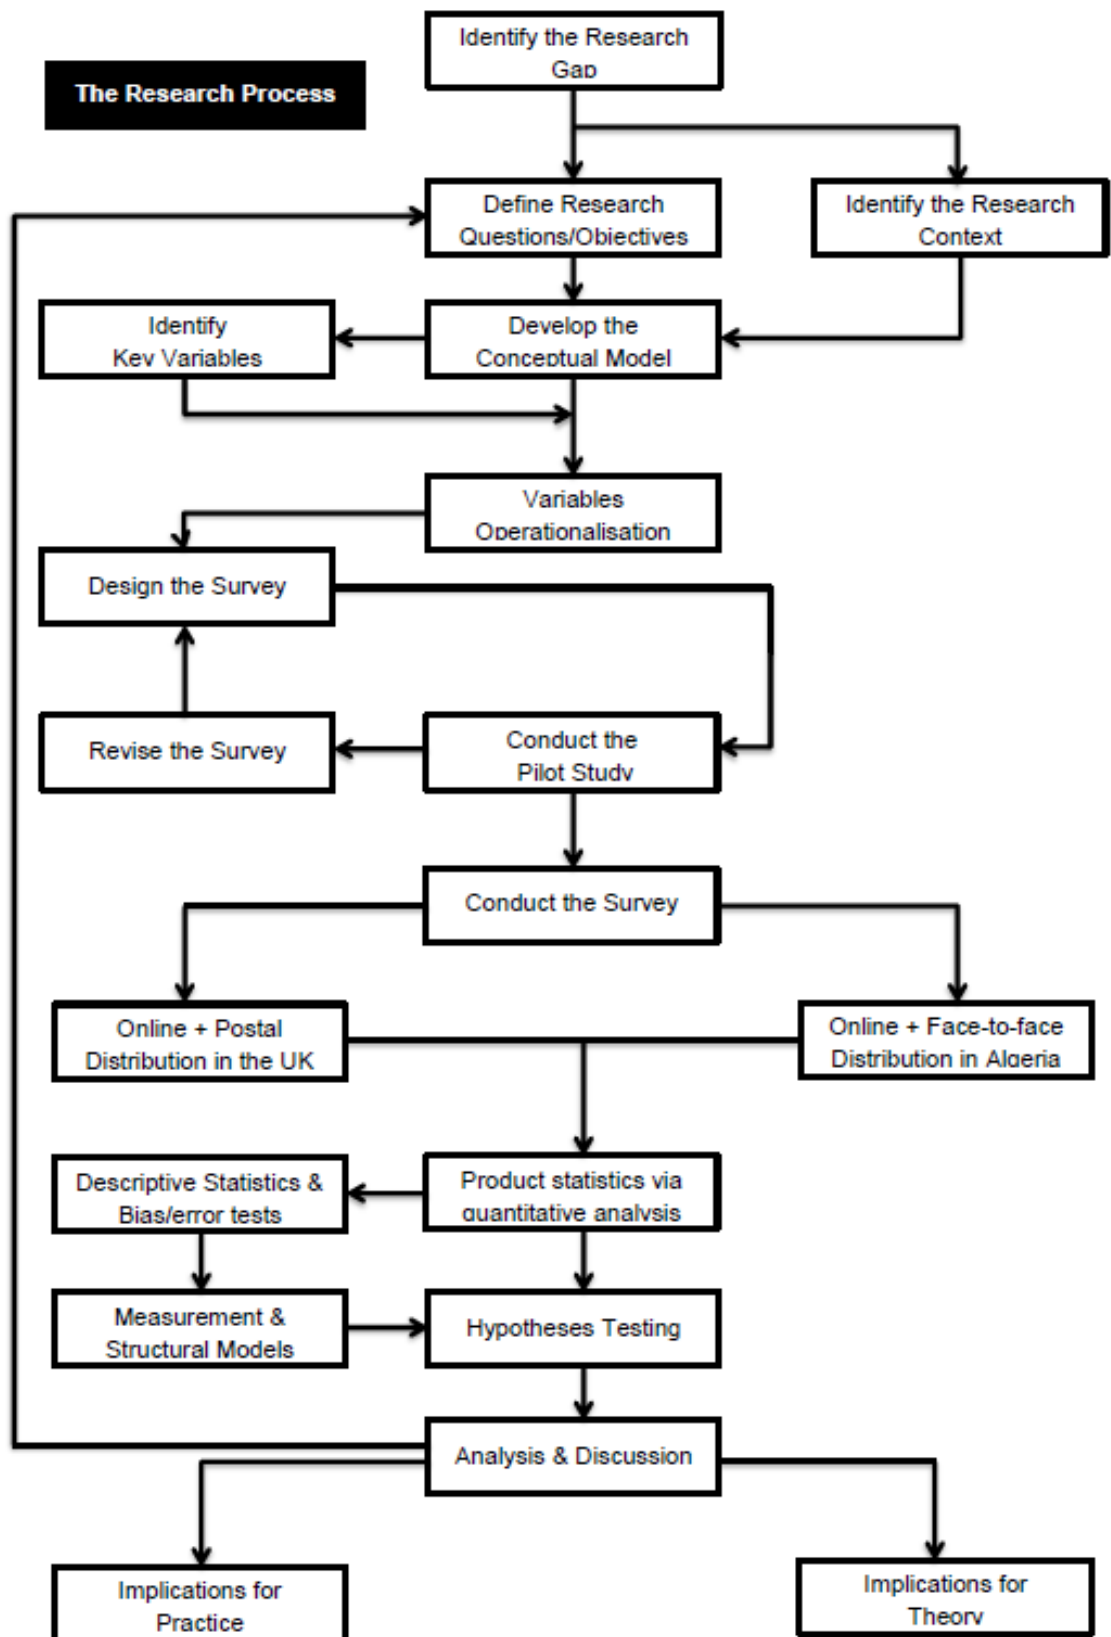 Identify the Research
Gap
The Research Process
Define Research
Questions/Objectives
Identify the Research
Context
Identify
Key Variables
Develop the
Conceptual Model
Variables
Operationalisation
Design the Survey
Revise the Survey
Conduct the
Pilot Study
Conduct the Survey
Online + Postal
Distribution in the UK
Online + Face-to-face
Distribution in Algeria
Descriptive Statistics &
Bias/error tests
Product statistics via
quantitative analysis
Measurement &
Structural Models
Hypotheses Testing
Analysis & Discussion
Implications for
Practice
Implications for
Theory